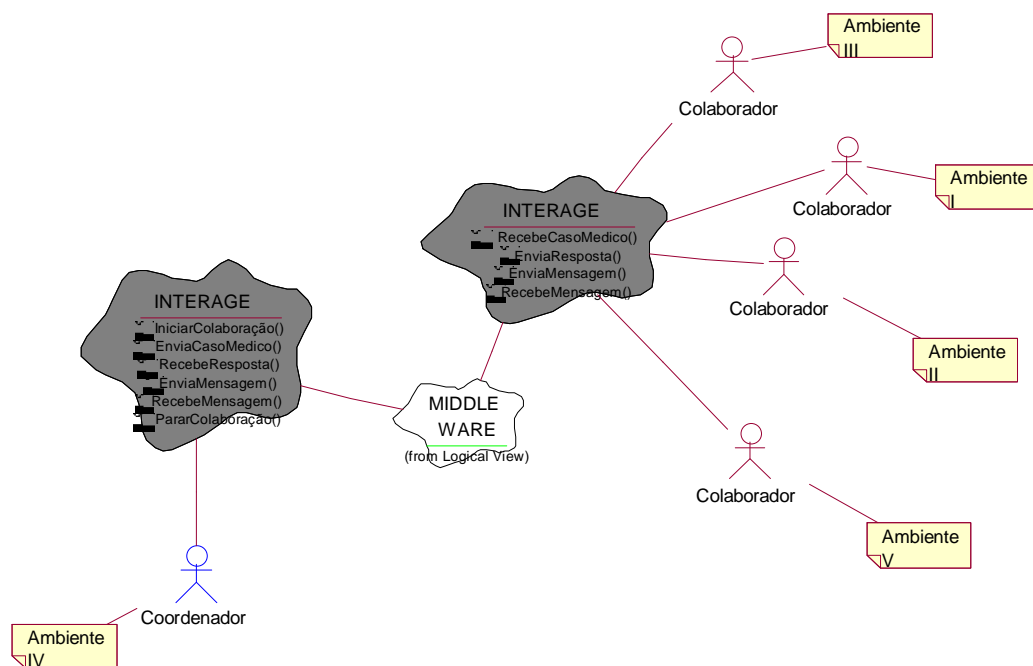 Ambiente
III
Colaborador
Ambiente
I
Colaborador
INTERAGE
RecebeCasoMedico()
EnviaResposta()
EnviaMensagem()
RecebeMensagem()
Colaborador
Ambiente
II
INTERAGE
IniciarColaboração()
EnviaCasoMedico()
RecebeResposta()
EnviaMensagem()
RecebeMensagem()
PararColaboração()
MIDDLE
WARE
(from Logical View)
Colaborador
Ambiente
V
Coordenador
Ambiente
IV